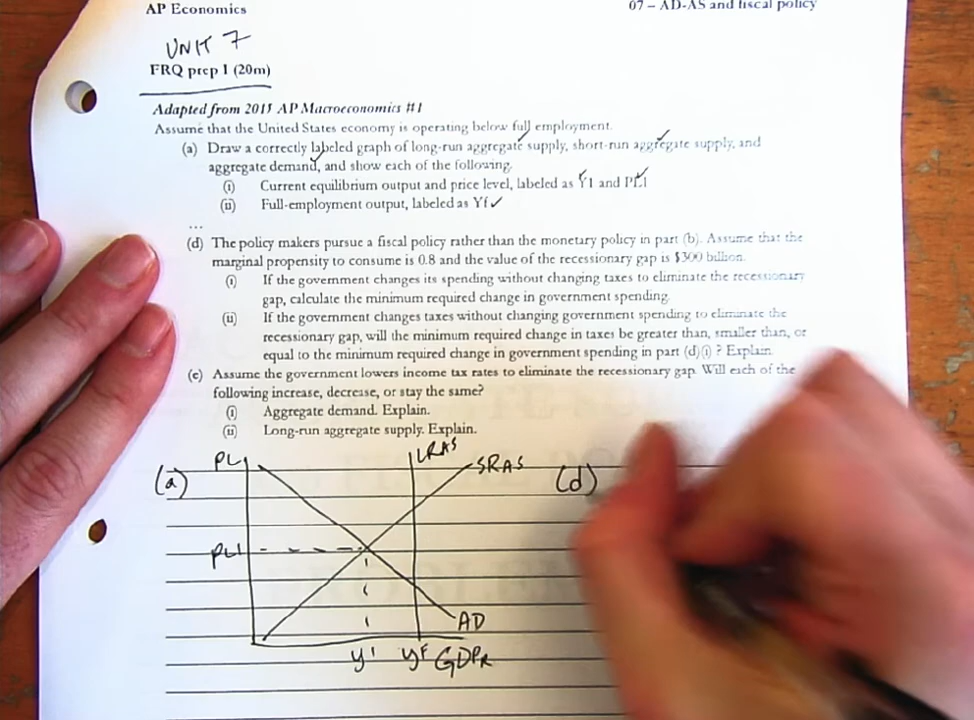 AP Economics
07 – AD-AS and fiscal policy
UNIT 7
FRQ prep 1 (20m)
Adapted from 2015 AP Macroeconomics #1
Assume that the United States economy is operating below full employment.
(a) Draw a correctly labeled graph of long-run aggregate supply, short-run aggregate supply, and
aggregate demand, and show each of the following.
(i) Current equilibrium output and price level, labeled as Y1 and PL1
(ii) Full-employment output, labeled as Yf
...
(d) The policy makers pursue a fiscal policy rather than the monetary policy in part (b). Assume that the
marginal propensity to consume is 0.8 and the value of the recessionary gap is $300 billion.
(i) If the government changes its spending without changing taxes to eliminate the recessionary
gap, calculate the minimum required change in government spending.
(ii) If the government changes taxes without changing government spending to eliminate the
recessionary gap, will the minimum required change in taxes be greater than, smaller than, or
equal to the minimum required change in government spending in part (d)(i) ? Explain.
(e) Assume the government lowers income tax rates to eliminate the recessionary gap. Will each of the
following increase, decrease, or stay the same?
(i) Aggregate demand. Explain.
(ii) Long-run aggregate supply. Explain.
(a) PL LRAS SRAS (d)
PL1
AD
Y1 YF GDPR